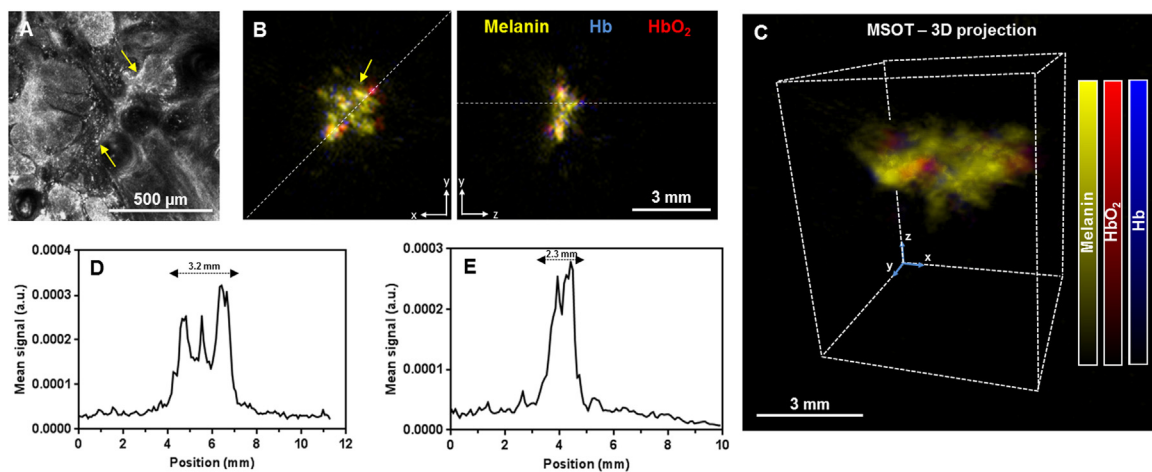 A
500 µm
B
Melanin
Hb
HbO₂
y
x
y
z
3 mm
C
MSOT – 3D projection
z
y
x
3 mm
Melanin
HbO₂
Hb
D
3.2 mm
Mean signal (a.u.)
0.0004
0.0003
0.0002
0.0001
0.0000
0 2 4 6 8 10 12
Position (mm)
E
2.3 mm
Mean signal (a.u.)
0.0003
0.0002
0.0001
0.0000
0 2 4 6 8 10
Position (mm)